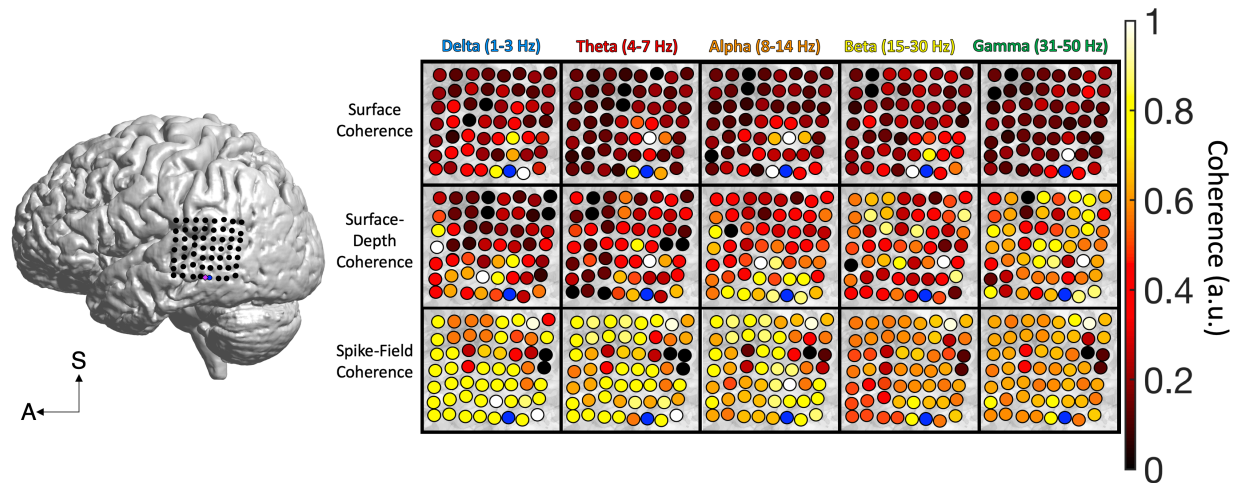 Delta (1-3 Hz) Theta (4-7 Hz) Alpha (8-14 Hz) Beta (15-30 Hz) Gamma (31-50 Hz)
Surface
Coherence
Surface-
Depth
Coherence
Spike-Field
Coherence
S
A
1
0.8
0.6
0.4
0.2
0
Coherence (a.u.)